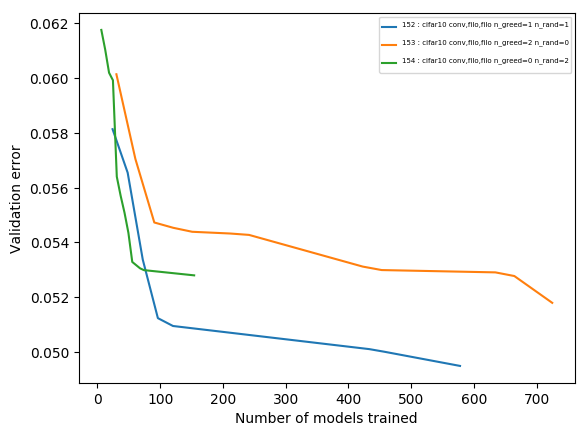 152 : cifar10 conv,filo,filo n_greed=1 n_rand=1
153 : cifar10 conv,filo,filo n_greed=2 n_rand=0
154 : cifar10 conv,filo,filo n_greed=0 n_rand=2
Validation error
0.062
0.060
0.058
0.056
0.054
0.052
0.050
0 100 200 300 400 500 600 700
Number of models trained